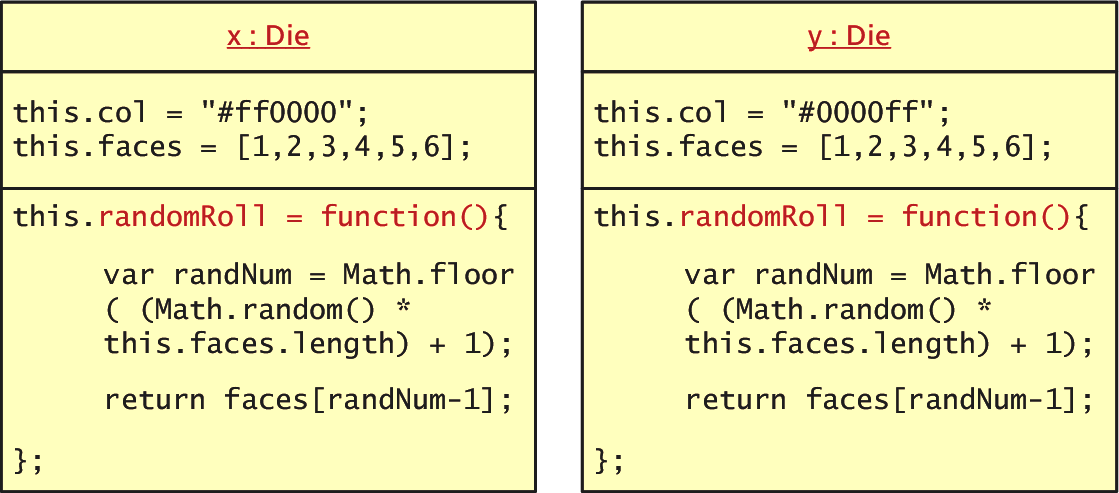 x : Die
this.col = "#ff0000";
this.faces = [1,2,3,4,5,6];
this.randomRoll = function(){
var randNum = Math.floor
( (Math.random() *
this.faces.length) + 1);
return faces[randNum-1];
};
y : Die
this.col = "#0000ff";
this.faces = [1,2,3,4,5,6];
this.randomRoll = function(){
var randNum = Math.floor
( (Math.random() *
this.faces.length) + 1);
return faces[randNum-1];
};